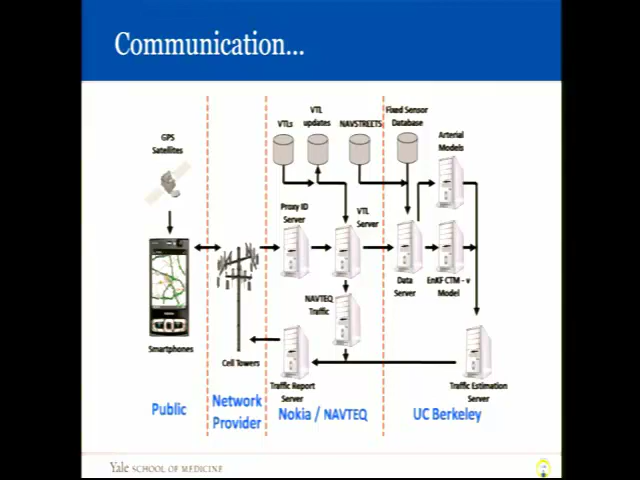 Communication...
GPS
Satellites
VTLs
VTL
updates
NAVSTREETS
Fixed Sensor
Database
Arterial
Models
Proxy ID
Server
VTL
Server
Data
Server
EnKF CTM - v
Model
NAVTEQ
Traffic
Smartphones
Cell Towers
Traffic Report
Server
Traffic Estimation
Server
Public
Network
Provider
Nokia / NAVTEQ
UC Berkeley
Yale SCHOOL OF MEDICINE